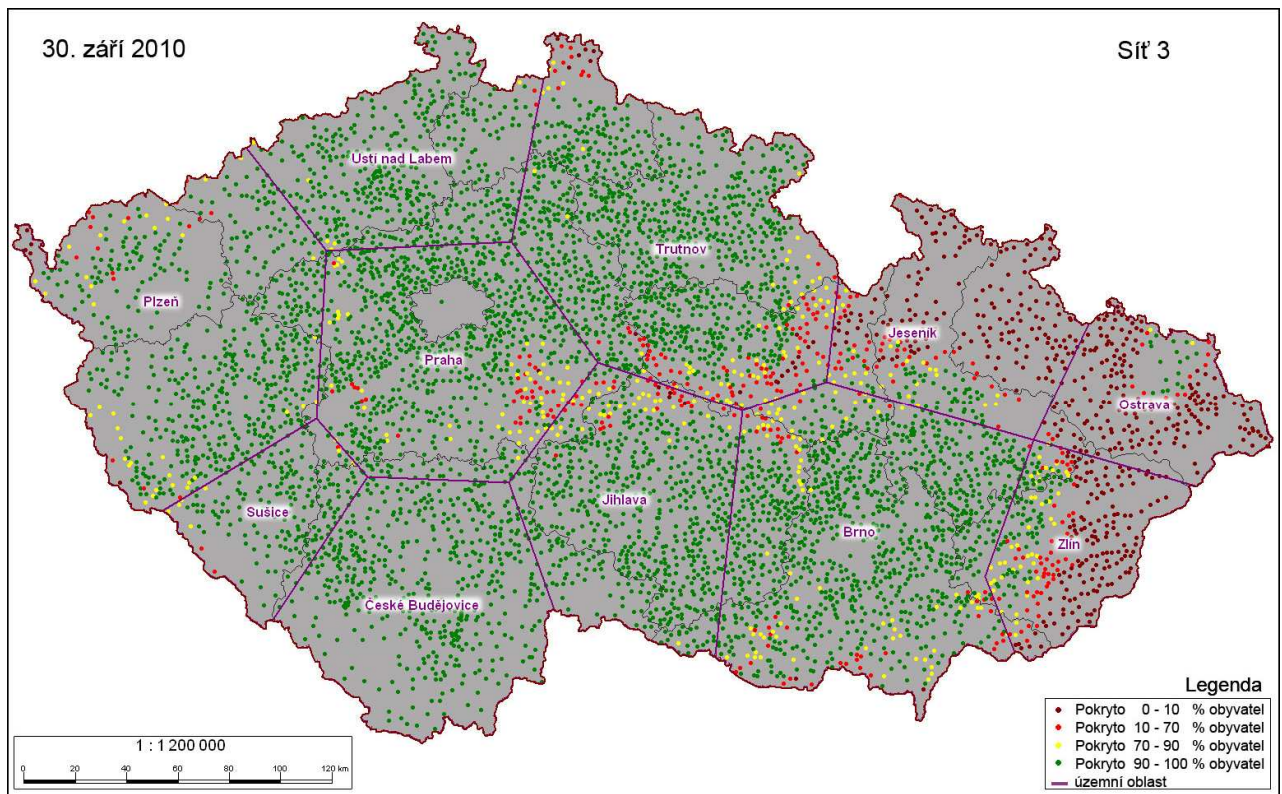 30. září 2010
Síť 3
Ústí nad Labem
Trutnov
Plzeň
Jeseník
Praha
Ostrava
Jihlava
Sušice
Brno
Zlín
České Budějovice
Legenda
Pokryto 0 - 10 % obyvatel
Pokryto 10 - 70 % obyvatel
Pokryto 70 - 90 % obyvatel
Pokryto 90 - 100 % obyvatel
územní oblast
1 : 1 200 000
0 20 40 60 80 100 120 km